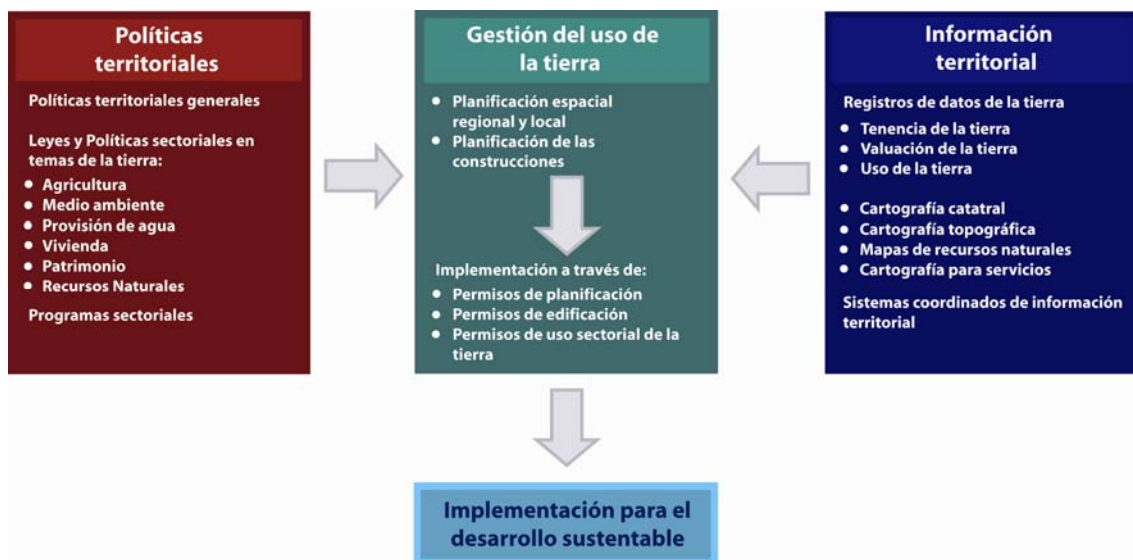 Políticas
territoriales
Políticas territoriales generales
Leyes y Políticas sectoriales en
temas de la tierra:
• Agricultura
• Medio ambiente
• Provisión de agua
• Vivienda
• Patrimonio
• Recursos Naturales
Programas sectoriales
Gestión del uso de
la tierra
• Planificación espacial
regional y local
• Planificación de las
construcciones
Implementación a través de:
• Permisos de planificación
• Permisos de edificación
• Permisos de uso sectorial de la
tierra
Información
territorial
Registros de datos de la tierra
• Tenencia de la tierra
• Valuación de la tierra
• Uso de la tierra
• Cartografía catatral
• Cartografía topográfica
• Mapas de recursos naturales
• Cartografía para servicios
Sistemas coordinados de información
territorial
Implementación para el
desarrollo sustentable